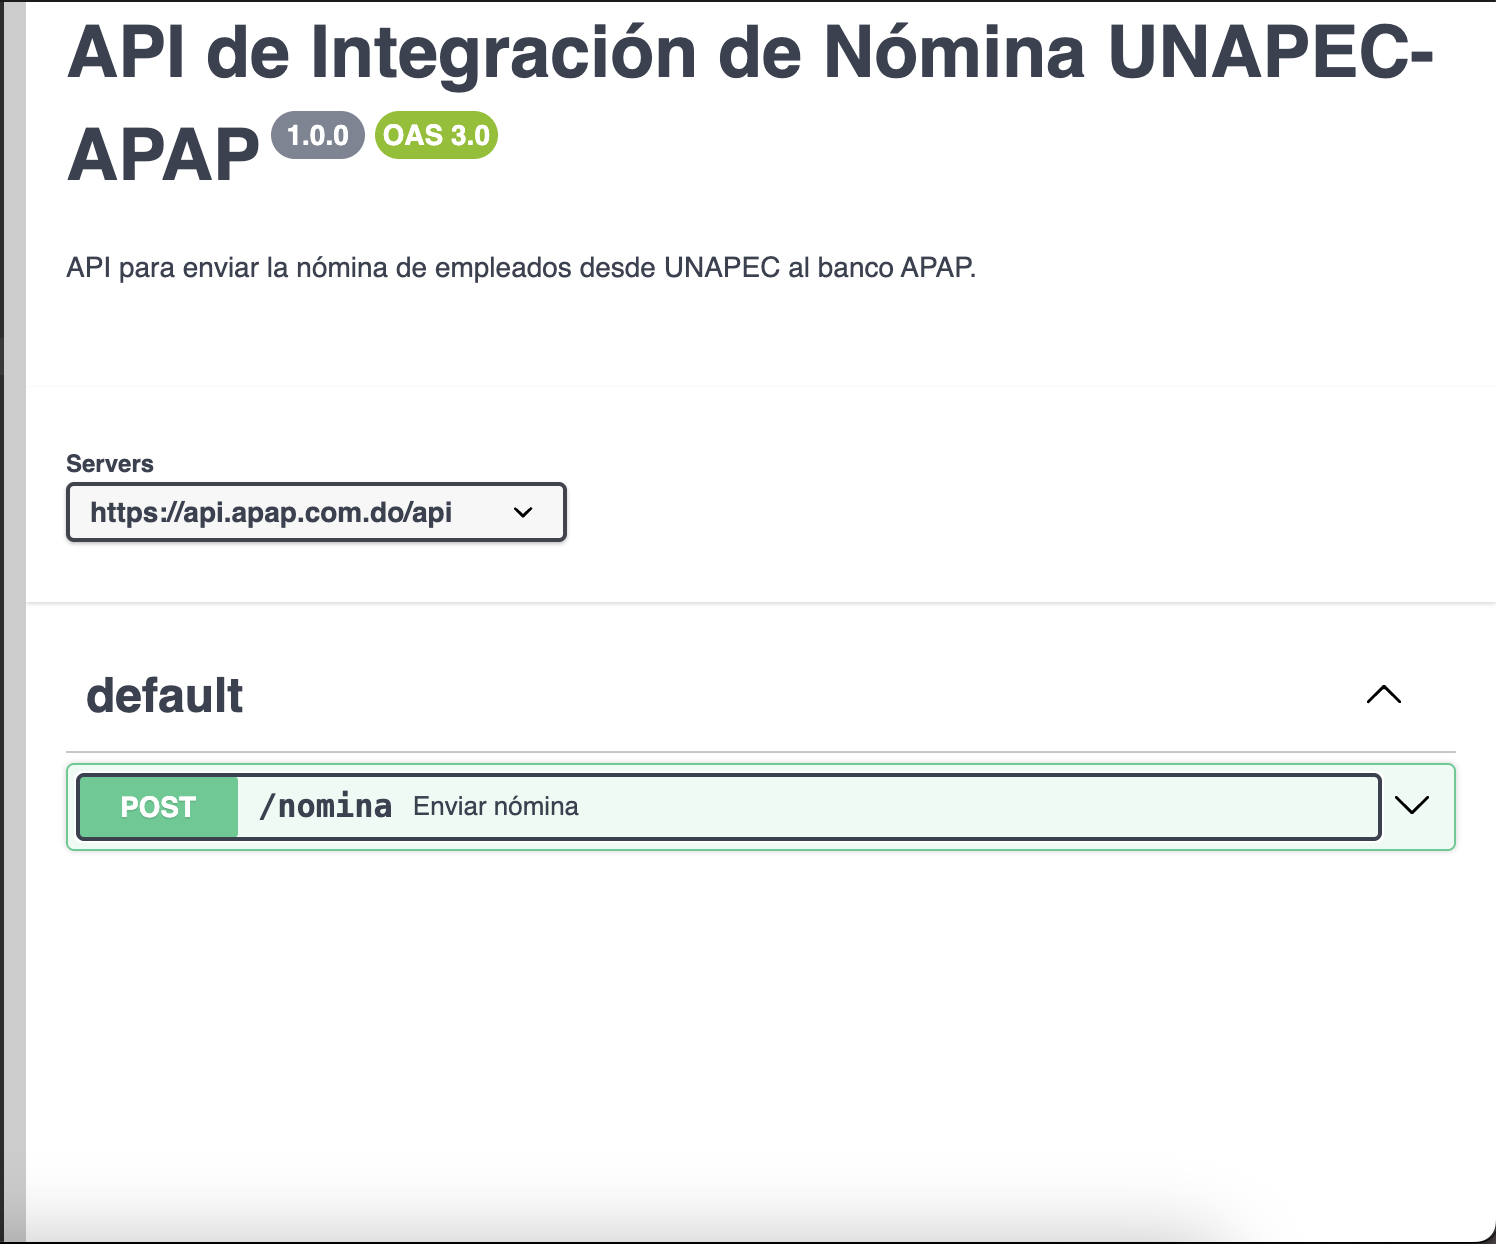 API de Integración de Nómina UNAPEC-
APAP 1.0.0 OAS 3.0
API para enviar la nómina de empleados desde UNAPEC al banco APAP.
Servers
https://api.apap.com.do/api
default
POST /nomina Enviar nómina